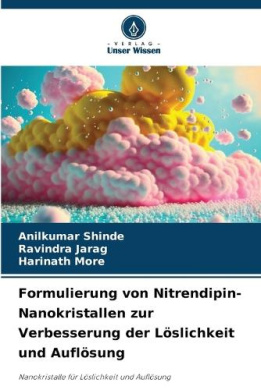 - VERLAG -
Unser Wissen
Anilkumar Shinde
Ravindra Jarag
Harinath More
Formulierung von Nitrendipin-
Nanokristallen zur
Verbesserung der Löslichkeit
und Auflösung
Nanokristalle für Löslichkeit und Auflösung